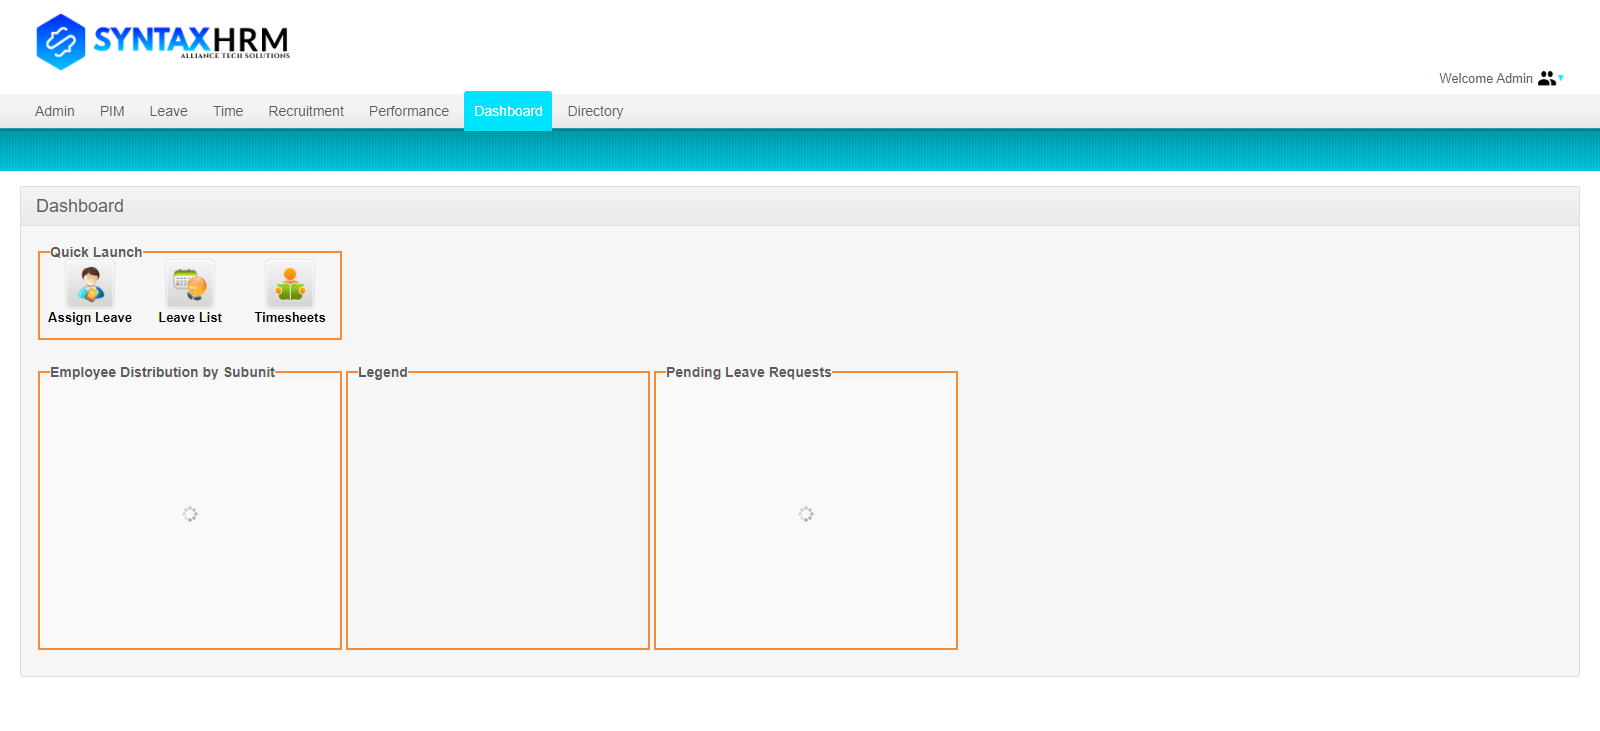 SYNTAXHRM
ALLIANCE TECH SOLUTIONS
Welcome Admin
Admin PIM Leave Time Recruitment Performance Dashboard Directory
Dashboard
Quick Launch
Assign Leave Leave List Timesheets
Employee Distribution by Subunit Legend Pending Leave Requests